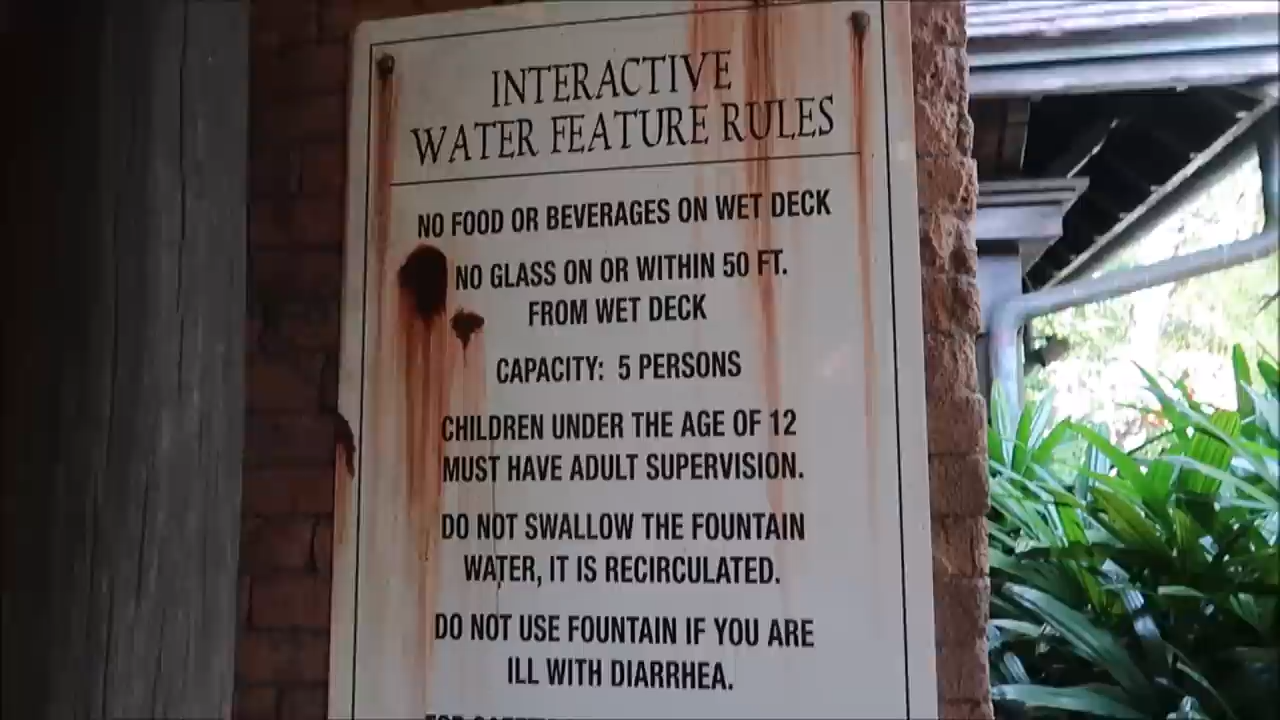 INTERACTIVE
WATER FEATURE RULES
NO FOOD OR BEVERAGES ON WET DECK
NO GLASS ON OR WITHIN 50 FT.
FROM WET DECK
CAPACITY: 5 PERSONS
CHILDREN UNDER THE AGE OF 12
MUST HAVE ADULT SUPERVISION.
DO NOT SWALLOW THE FOUNTAIN
WATER, IT IS RECIRCULATED.
DO NOT USE FOUNTAIN IF YOU ARE
ILL WITH DIARRHEA.